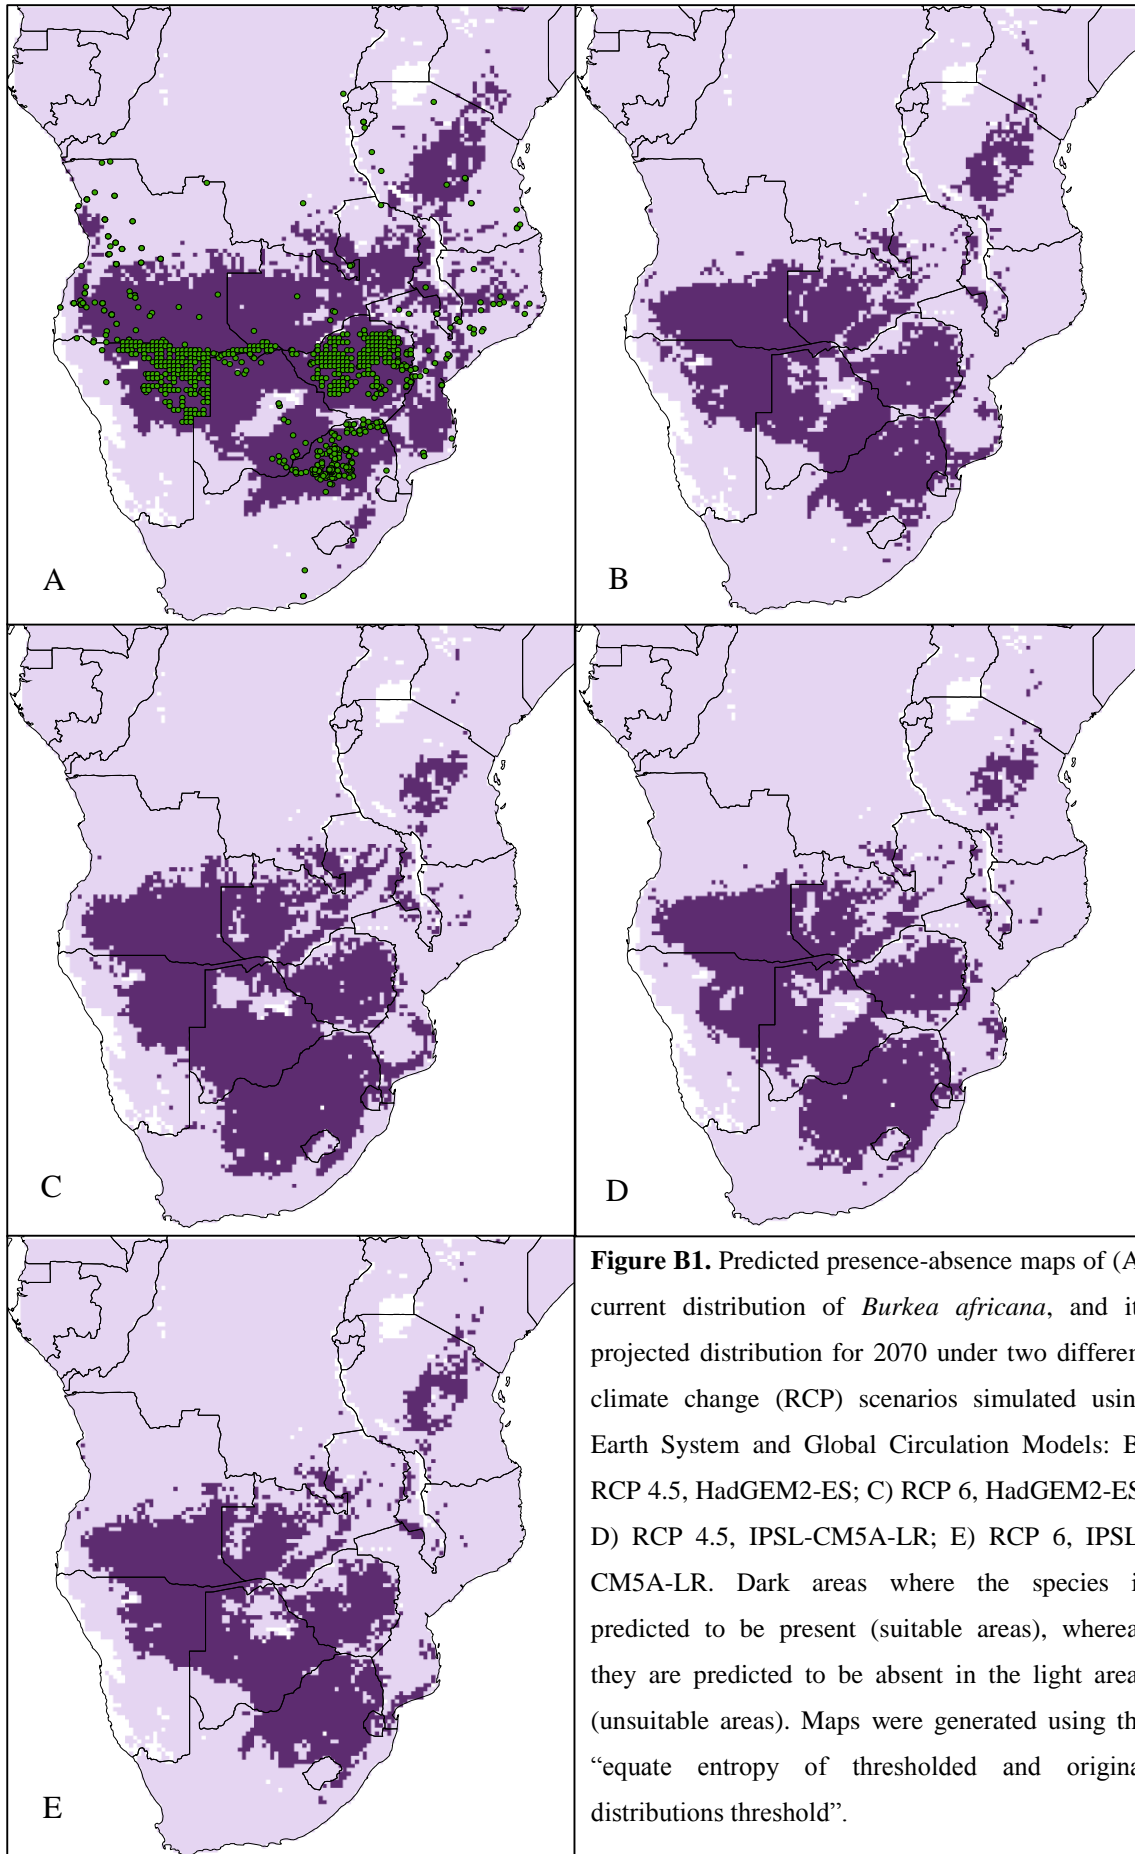 A
B
C
D
E
Figure B1. Predicted presence-absence maps of (A
current distribution of Burkea africana, and it
projected distribution for 2070 under two differen
climate change (RCP) scenarios simulated usin
Earth System and Global Circulation Models: B
RCP 4.5, HadGEM2-ES; C) RCP 6, HadGEM2-ES
D) RCP 4.5, IPSL-CM5A-LR; E) RCP 6, IPSL
CM5A-LR. Dark areas where the species i
predicted to be present (suitable areas), wherea
they are predicted to be absent in the light area
(unsuitable areas). Maps were generated using th
“equate entropy of thresholded and origina
distributions threshold”.